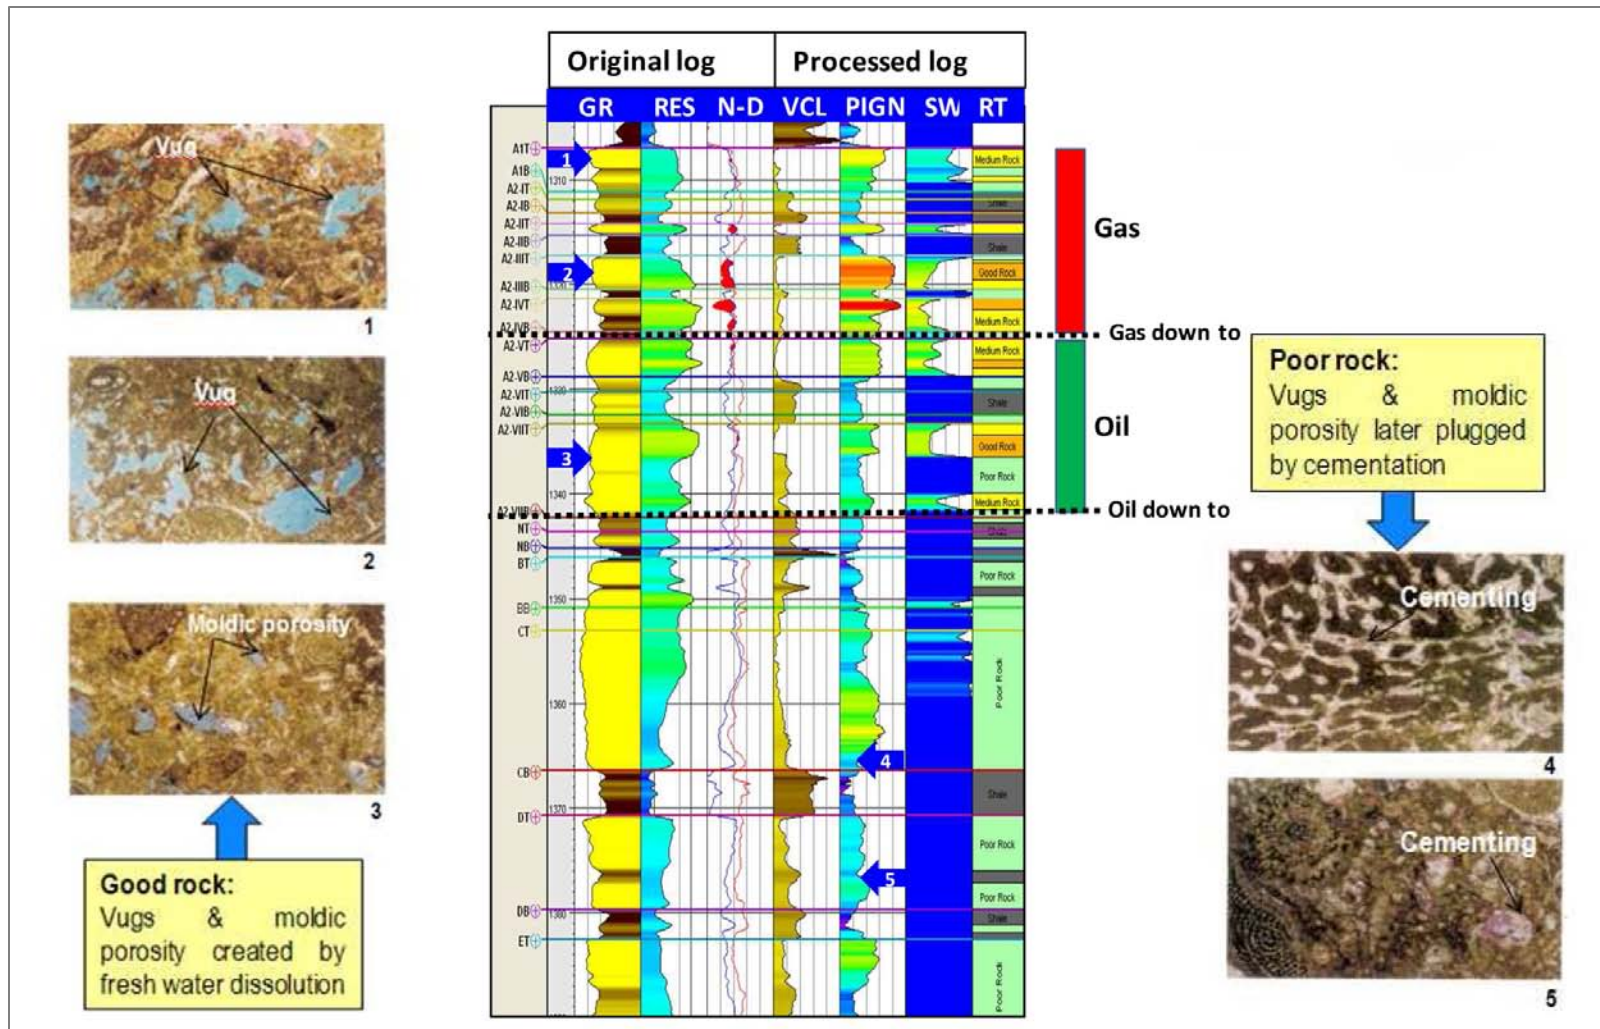 Original log
Processed log
GR RES N-D VCL PIGN SW RT
A1T
A1B
A2-IT
A2-IB
A2-IIT
A2-IIB
A2-IIIT
A2-IIIB
A2-IVT
A2-IVB
A2-VT
A2-VB
A2-VIT
A2-VIB
A2-VIIT
A2-VIIB
NT
NB
BT
BB
CT
CB
DT
DB
ET
1310
1340
1350
1360
1370
1380
1
2
3
4
5
Medium Rock
Shale
Shale
Good Rock
Medium Rock
Medium Rock
Shale
Good Rock
Poor Rock
Medium Rock
Shale
Poor Rock
Poor Rock
Shale
Poor Rock
Poor Rock
Shale
Poor Rock
Gas
Gas down to
Oil
Oil down to
Vug
1
Vug
2
Moldic porosity
3
Good rock:
Vugs & moldic
porosity created by
fresh water dissolution
Poor rock:
Vugs & moldic
porosity later plugged
by cementation
Cementing
4
Cementing
5